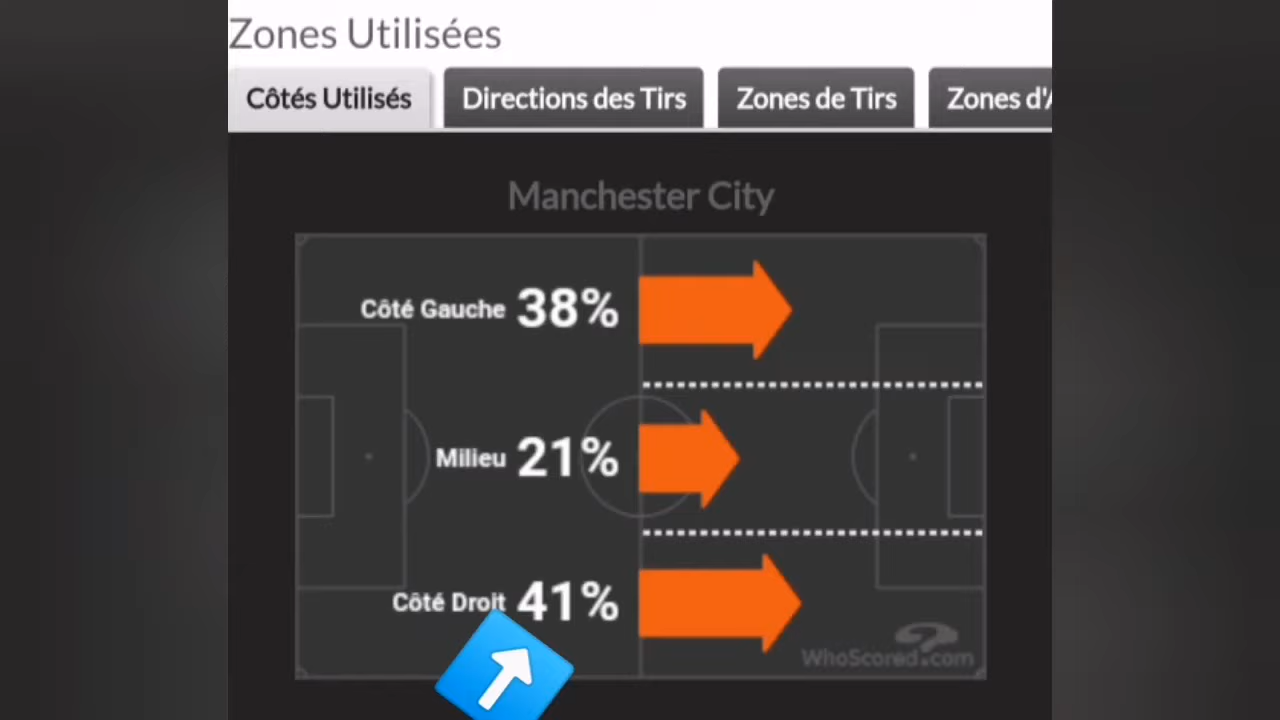 Zones Utilisées
Côtés Utilisés Directions des Tirs Zones de Tirs Zones d'
Manchester City
Côté Gauche 38%
Milieu 21%
Côté Droit 41%
WhoScored.com